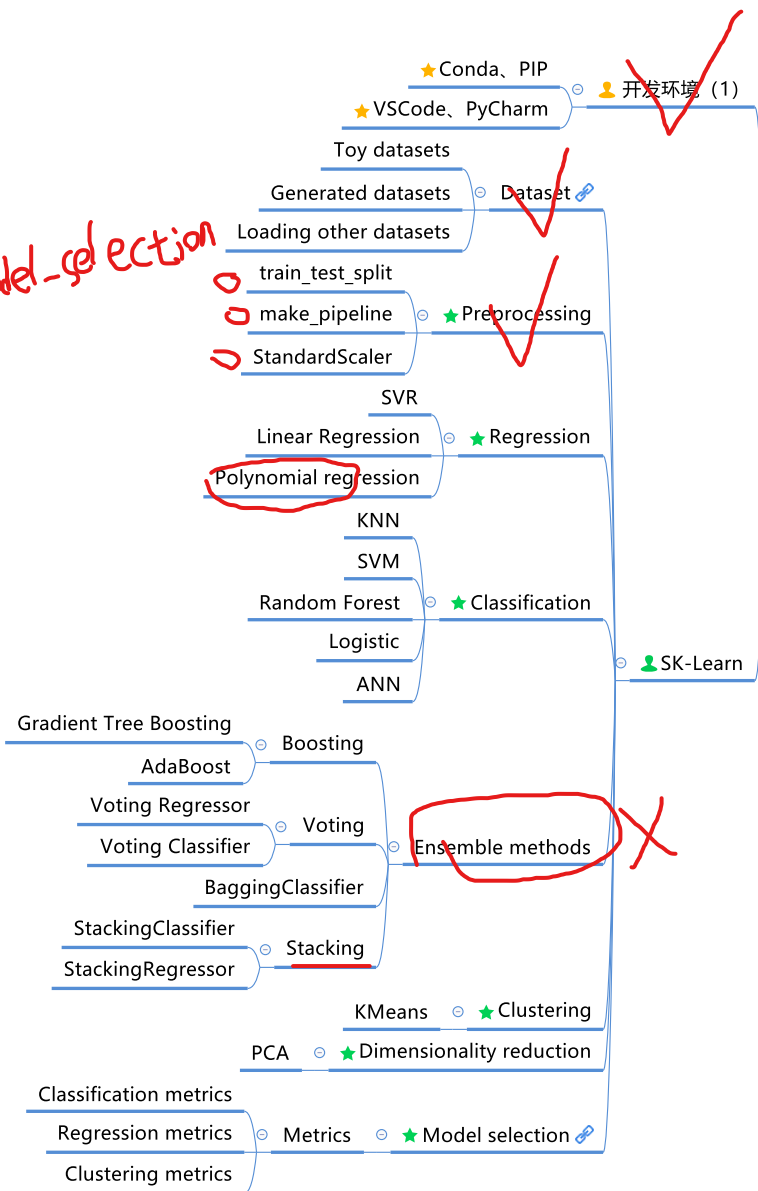 Conda、PIP
开发环境（1）
VSCode、PyCharm
Toy datasets
Generated datasets
Dataset
Loading other datasets
del_selection
train_test_split
make_pipeline
Preprocessing
StandardScaler
SVR
Linear Regression
Regression
Polynomial regression
KNN
SVM
Random Forest
Classification
Logistic
ANN
SK-Learn
Gradient Tree Boosting
Boosting
AdaBoost
Voting Regressor
Voting
Voting Classifier
Ensemble methods
BaggingClassifier
StackingClassifier
Stacking
StackingRegressor
KMeans
Clustering
PCA
Dimensionality reduction
Classification metrics
Regression metrics
Metrics
Model selection
Clustering metrics